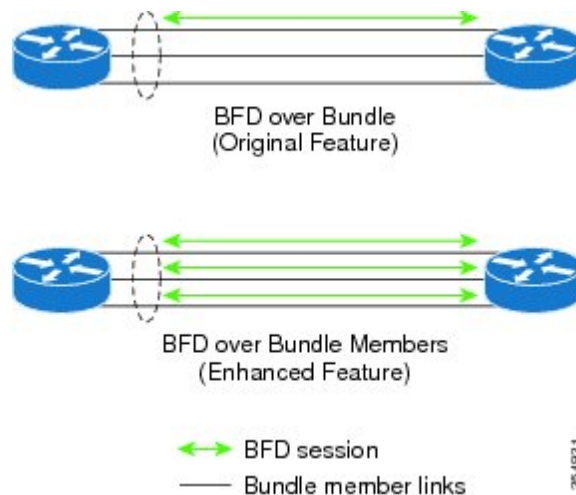 BFD over Bundle
(Original Feature)
BFD over Bundle Members
(Enhanced Feature)
BFD session
Bundle member links